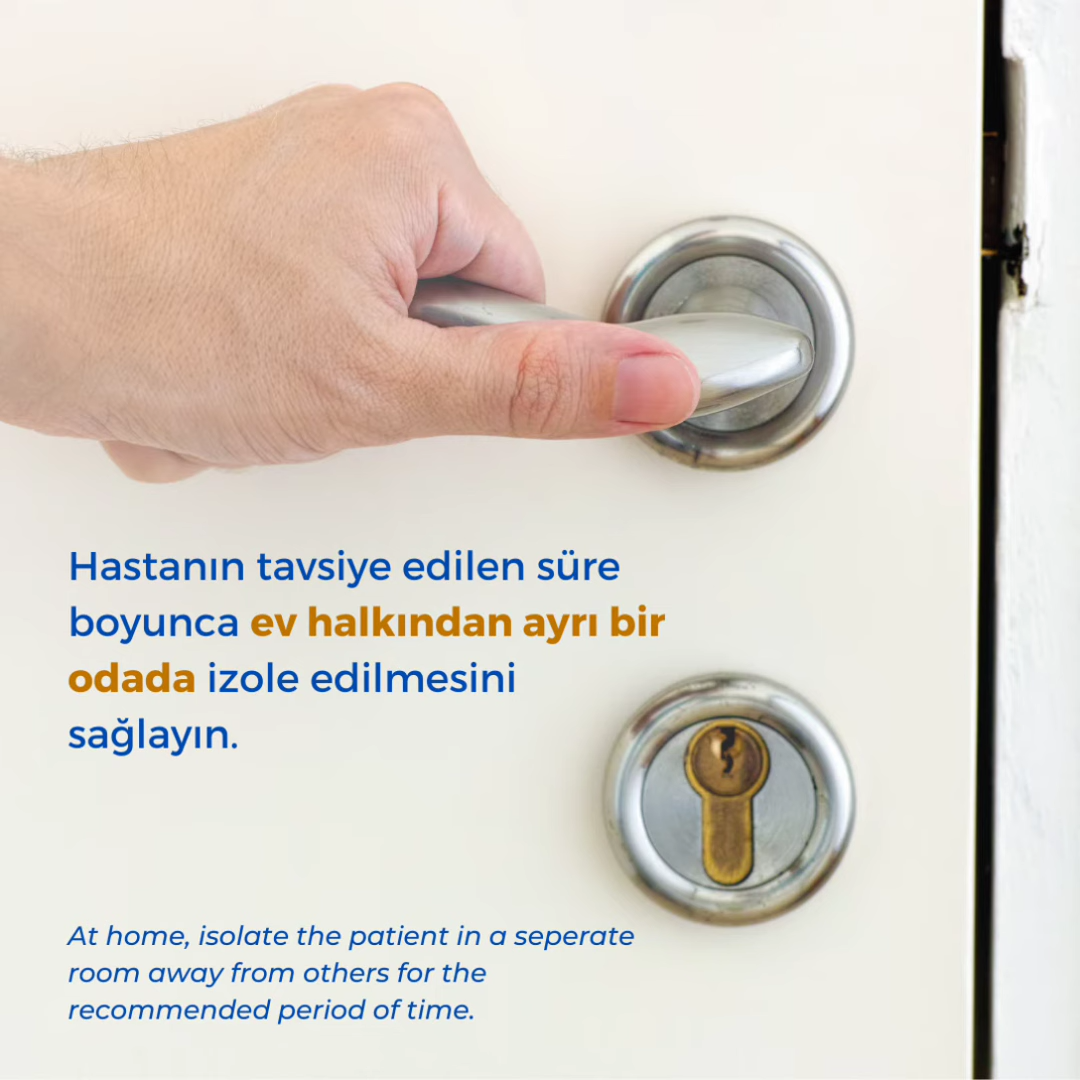 Hastanın tavsiye edilen süre
boyunca ev halkından ayrı bir
odada izole edilmesini
sağlayın.
At home, isolate the patient in a seperate
room away from others for the
recommended period of time.